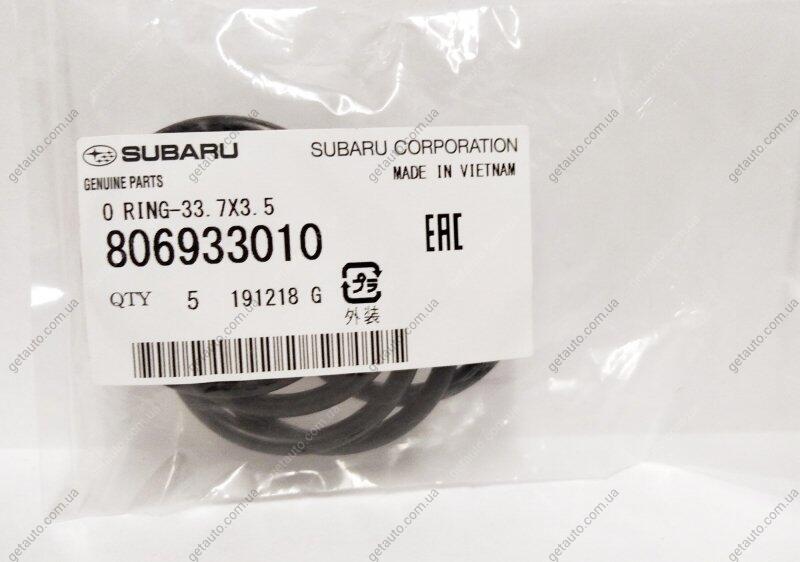 SUBARU
SUBARU CORPORATION
GENUINE PARTS
MADE IN VIETNAM
O RING-33.7X3.5
806933010
EAC
QTY 5 191218 G
プラ
外装
getauto.com.ua